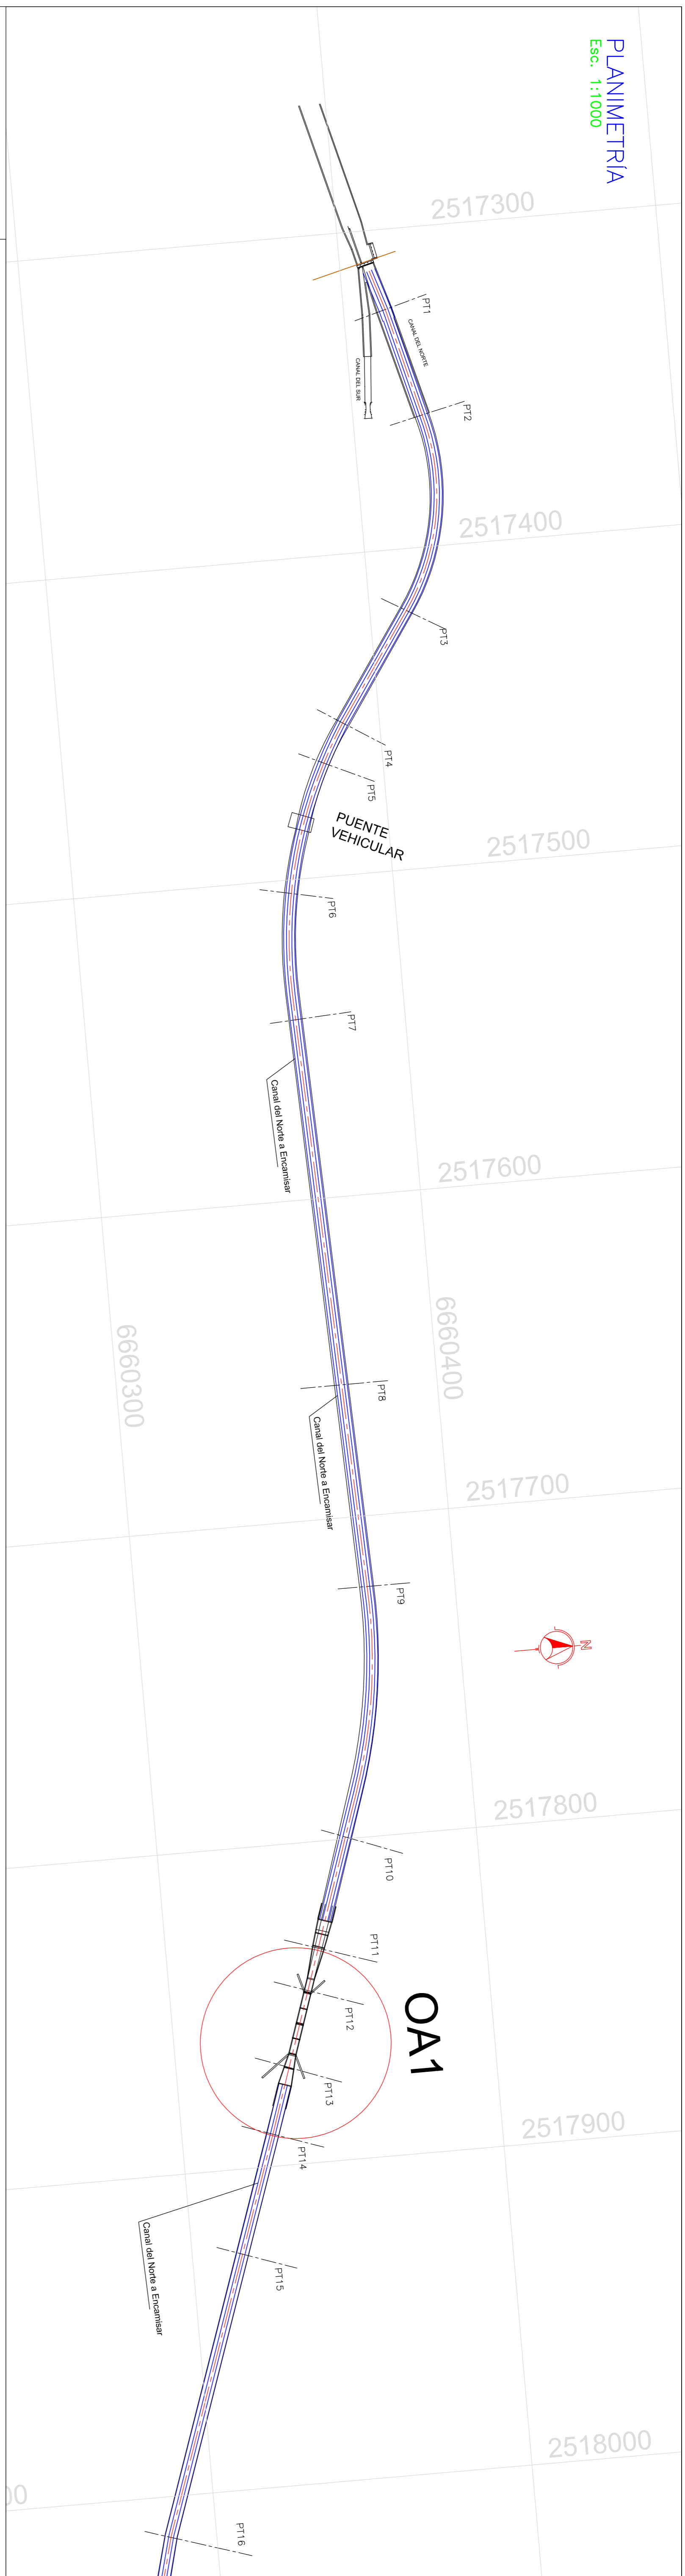 PLANIMETRÍA
Esc. 1:1000
2517300
PT1
CANAL DEL NORTE
CANAL DEL SUR
PT2
2517400
PT3
PT4
PT5
PUENTE
VEHICULAR
2517500
PT6
PT7
Canal del Norte a Encamisar
2517600
6660300
6660400
PT8
Canal del Norte a Encamisar
2517700
PT9
N
2517800
PT10
PT11
OA1
PT12
PT13
2517900
PT14
Canal del Norte a Encamisar
PT15
2518000
00
PT16